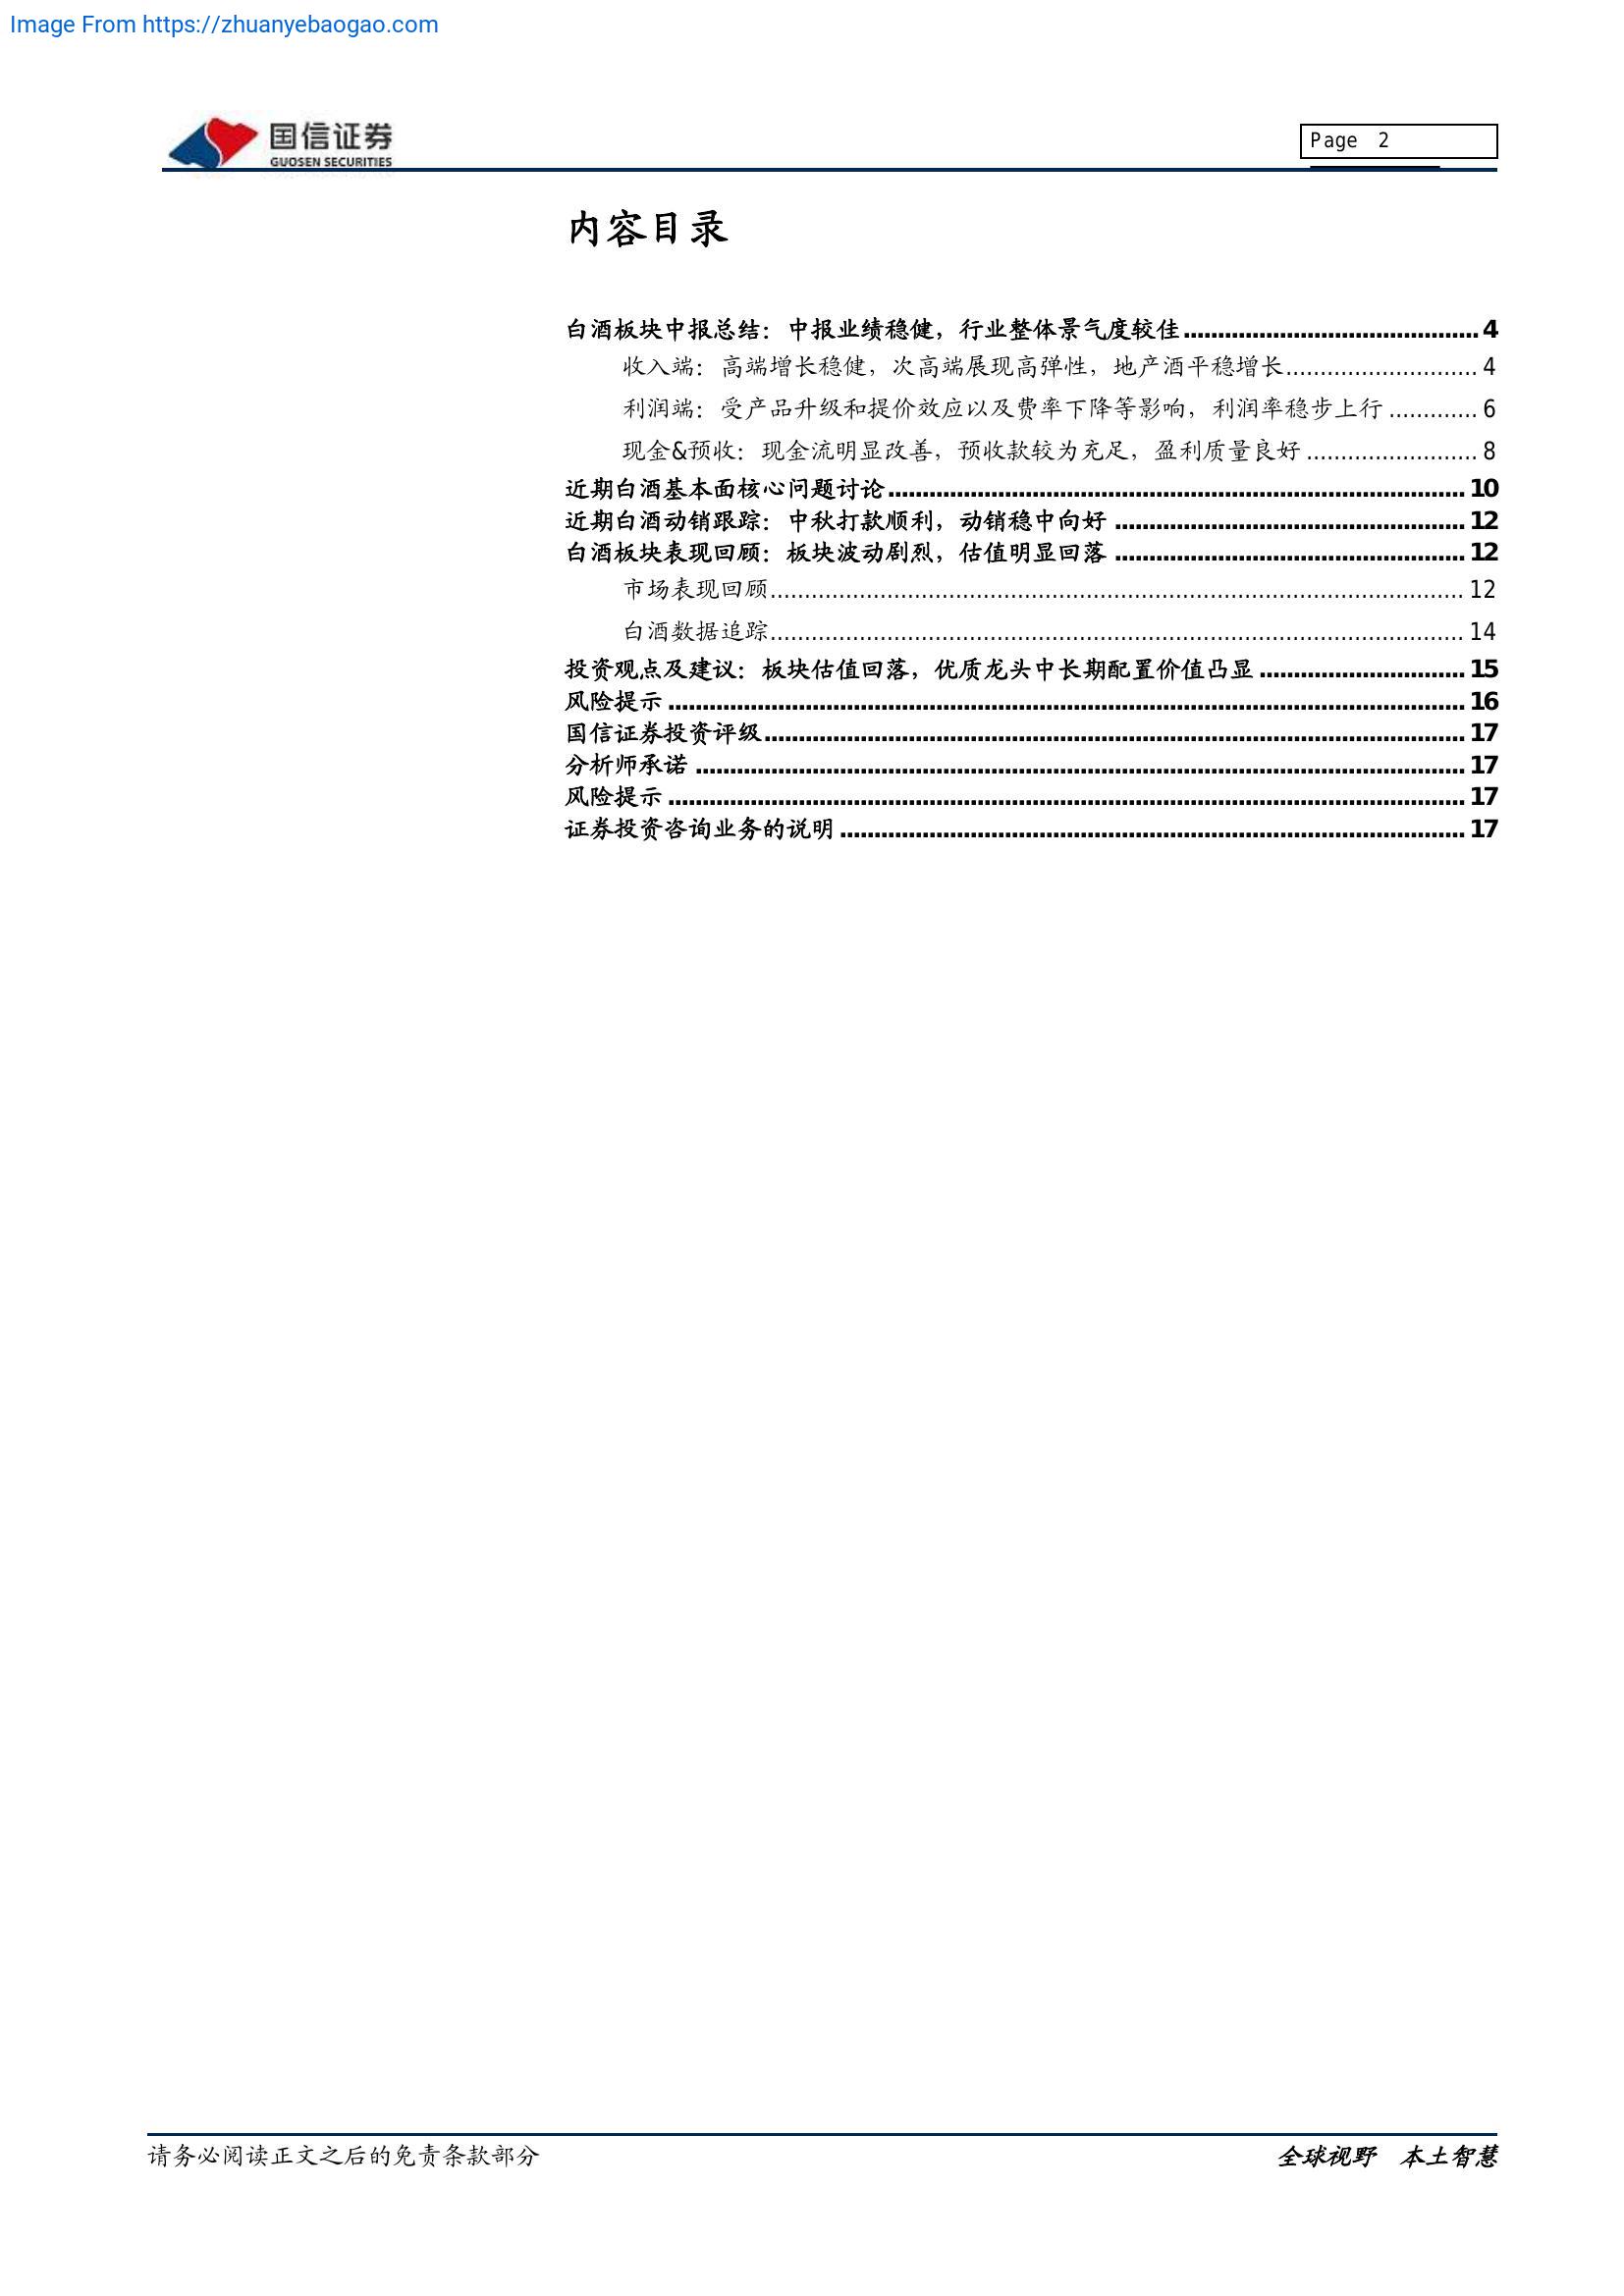 Image From https://zhuanyebaogao.com
国信证券
GUOSEN SECURITIES
Page 2
内容目录
白酒板块中报总结：中报业绩稳健，行业整体景气度较佳........................................... 4
收入端：高端增长稳健，次高端展现高弹性，地产酒平稳增长............................ 4
利润端：受产品升级和提价效应以及费率下降等影响，利润率稳步上行 ............. 6
现金&预收：现金流明显改善，预收款较为充足，盈利质量良好 ......................... 8
近期白酒基本面核心问题讨论.................................................................................... 10
近期白酒动销跟踪：中秋打款顺利，动销稳中向好 ................................................... 12
白酒板块表现回顾：板块波动剧烈，估值明显回落 ................................................... 12
市场表现回顾..................................................................................................... 12
白酒数据追踪..................................................................................................... 14
投资观点及建议：板块估值回落，优质龙头中长期配置价值凸显 .............................. 15
风险提示 .................................................................................................................... 16
国信证券投资评级...................................................................................................... 17
分析师承诺 ................................................................................................................ 17
风险提示 .................................................................................................................... 17
证券投资咨询业务的说明 ........................................................................................... 17
请务必阅读正文之后的免责条款部分
全球视野 本土智慧